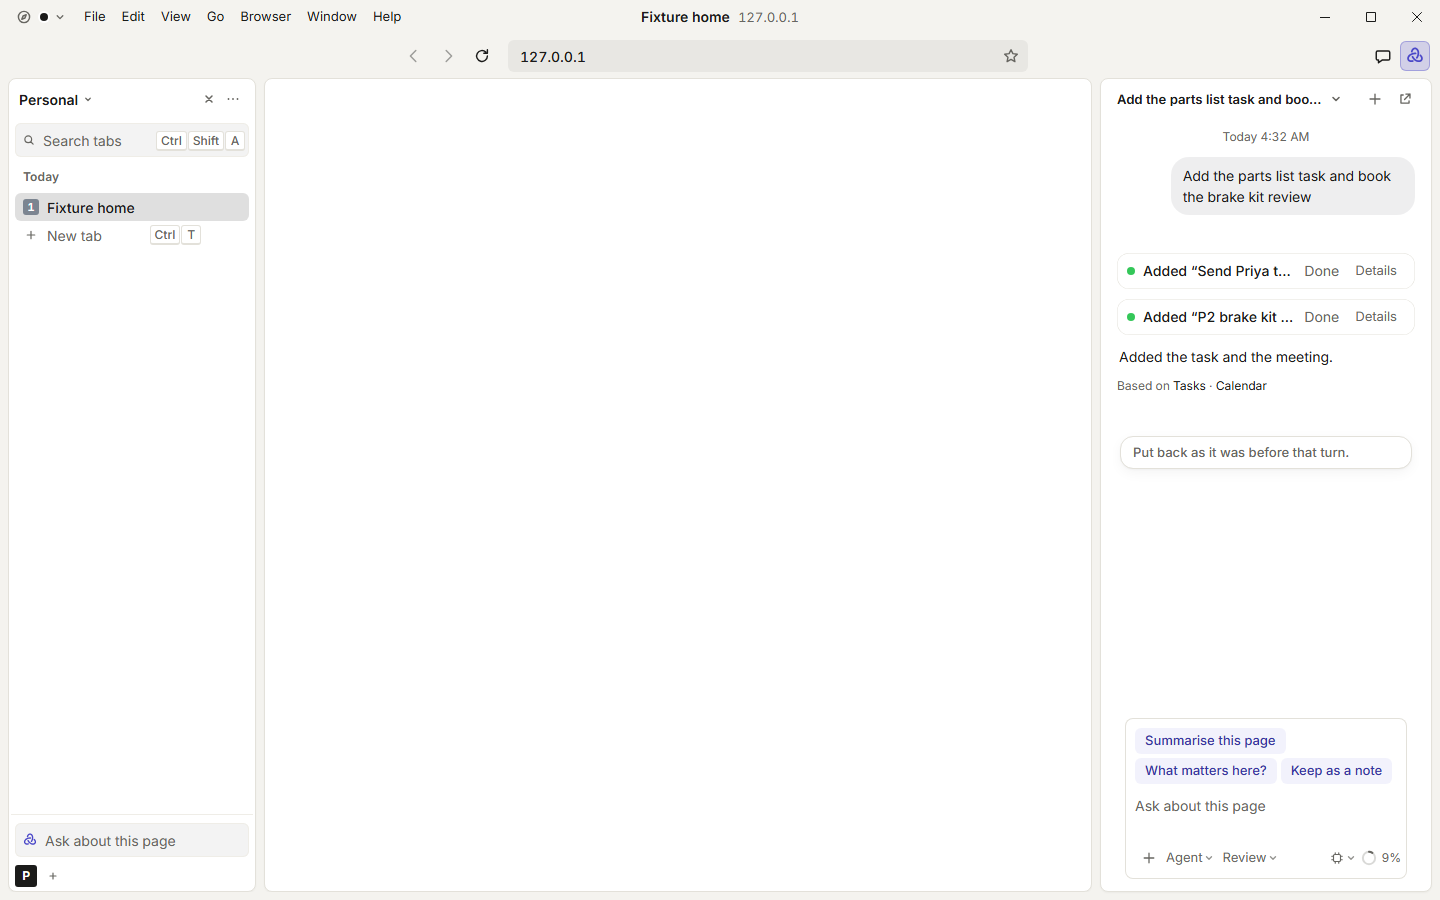 File Edit View Go Browser Window Help
Fixture home 127.0.0.1
127.0.0.1
Personal
Search tabs Ctrl Shift A
Today
1 Fixture home
New tab Ctrl T
Ask about this page
P
Add the parts list task and boo...
Today 4:32 AM
Add the parts list task and book
the brake kit review
Added “Send Priya t... Done Details
Added “P2 brake kit ... Done Details
Added the task and the meeting.
Based on Tasks · Calendar
Put back as it was before that turn.
Summarise this page
What matters here? Keep as a note
Ask about this page
Agent Review 9%